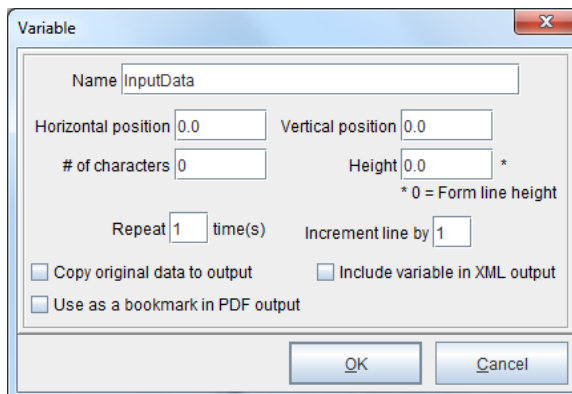 Variable
Name InputData
Horizontal position 0.0 Vertical position 0.0
# of characters 0 Height 0.0 *
* 0 = Form line height
Repeat 1 time(s) Increment line by 1
Copy original data to output Include variable in XML output
Use as a bookmark in PDF output
OK Cancel